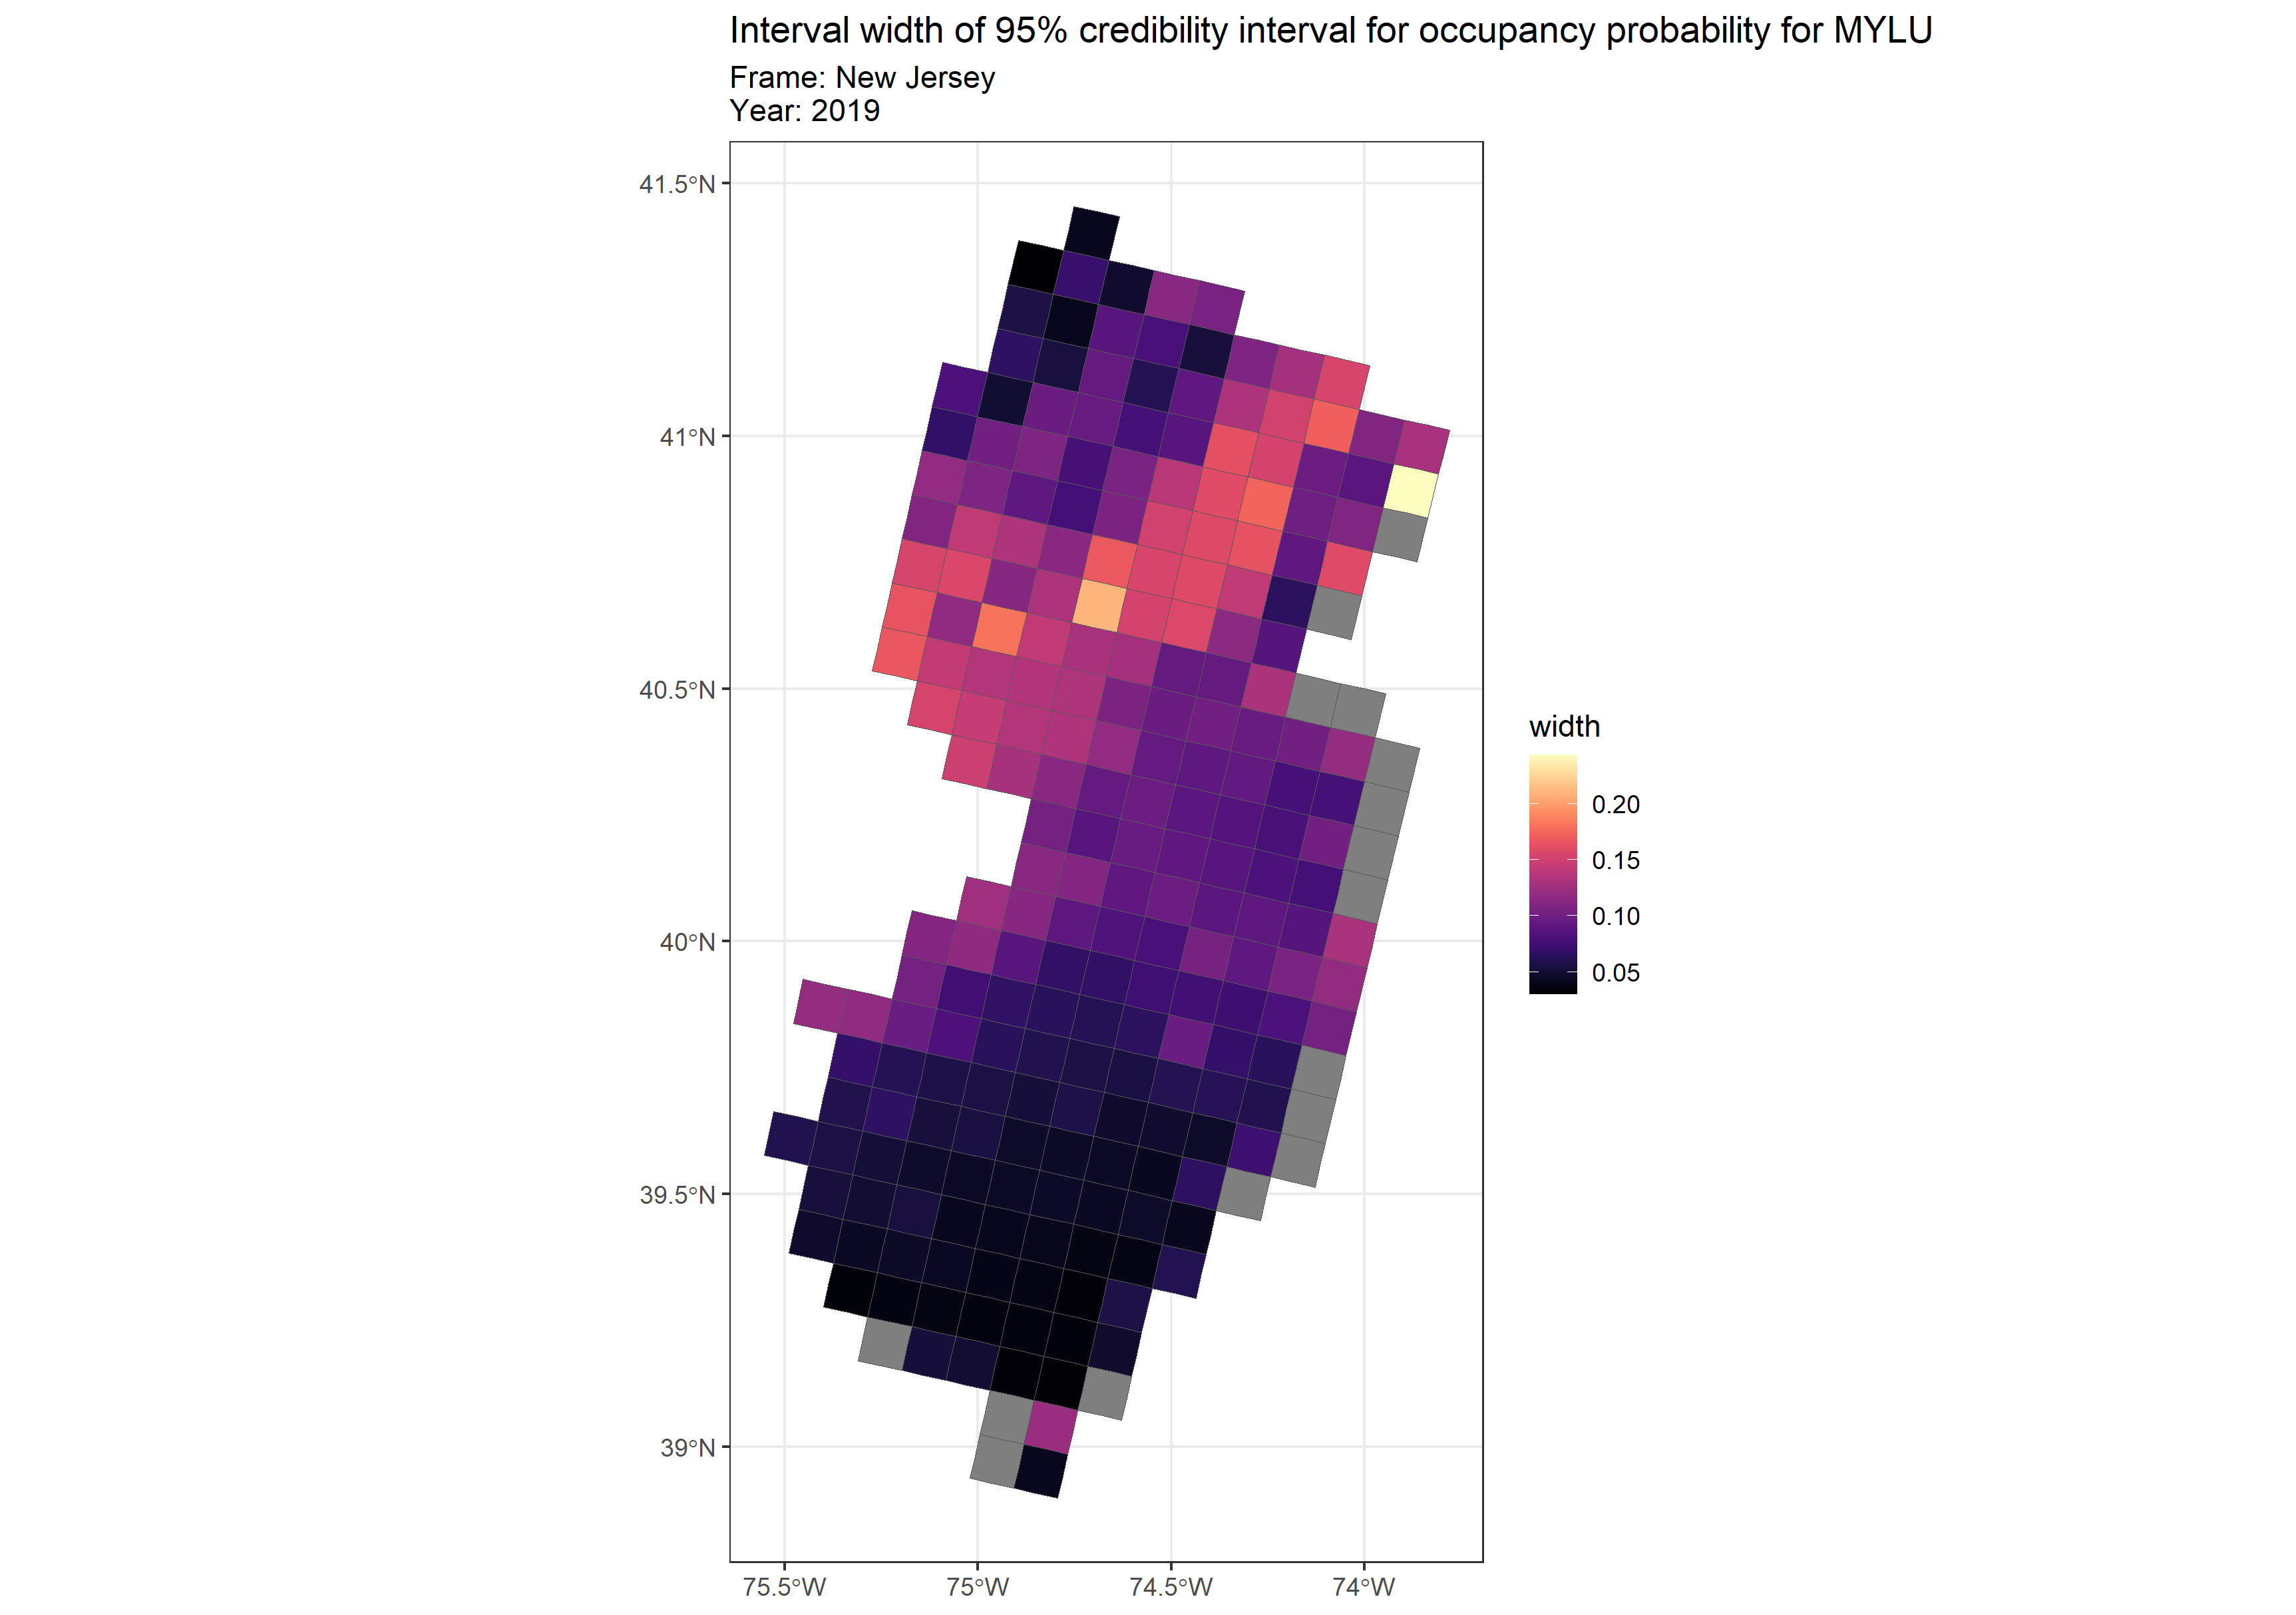 Interval width of 95% credibility interval for occupancy probability for MYLU
Frame: New Jersey
Year: 2019
41.5°N
41°N
40.5°N
40°N
39.5°N
39°N
75.5°W
75°W
74.5°W
74°W
width
0.20
0.15
0.10
0.05